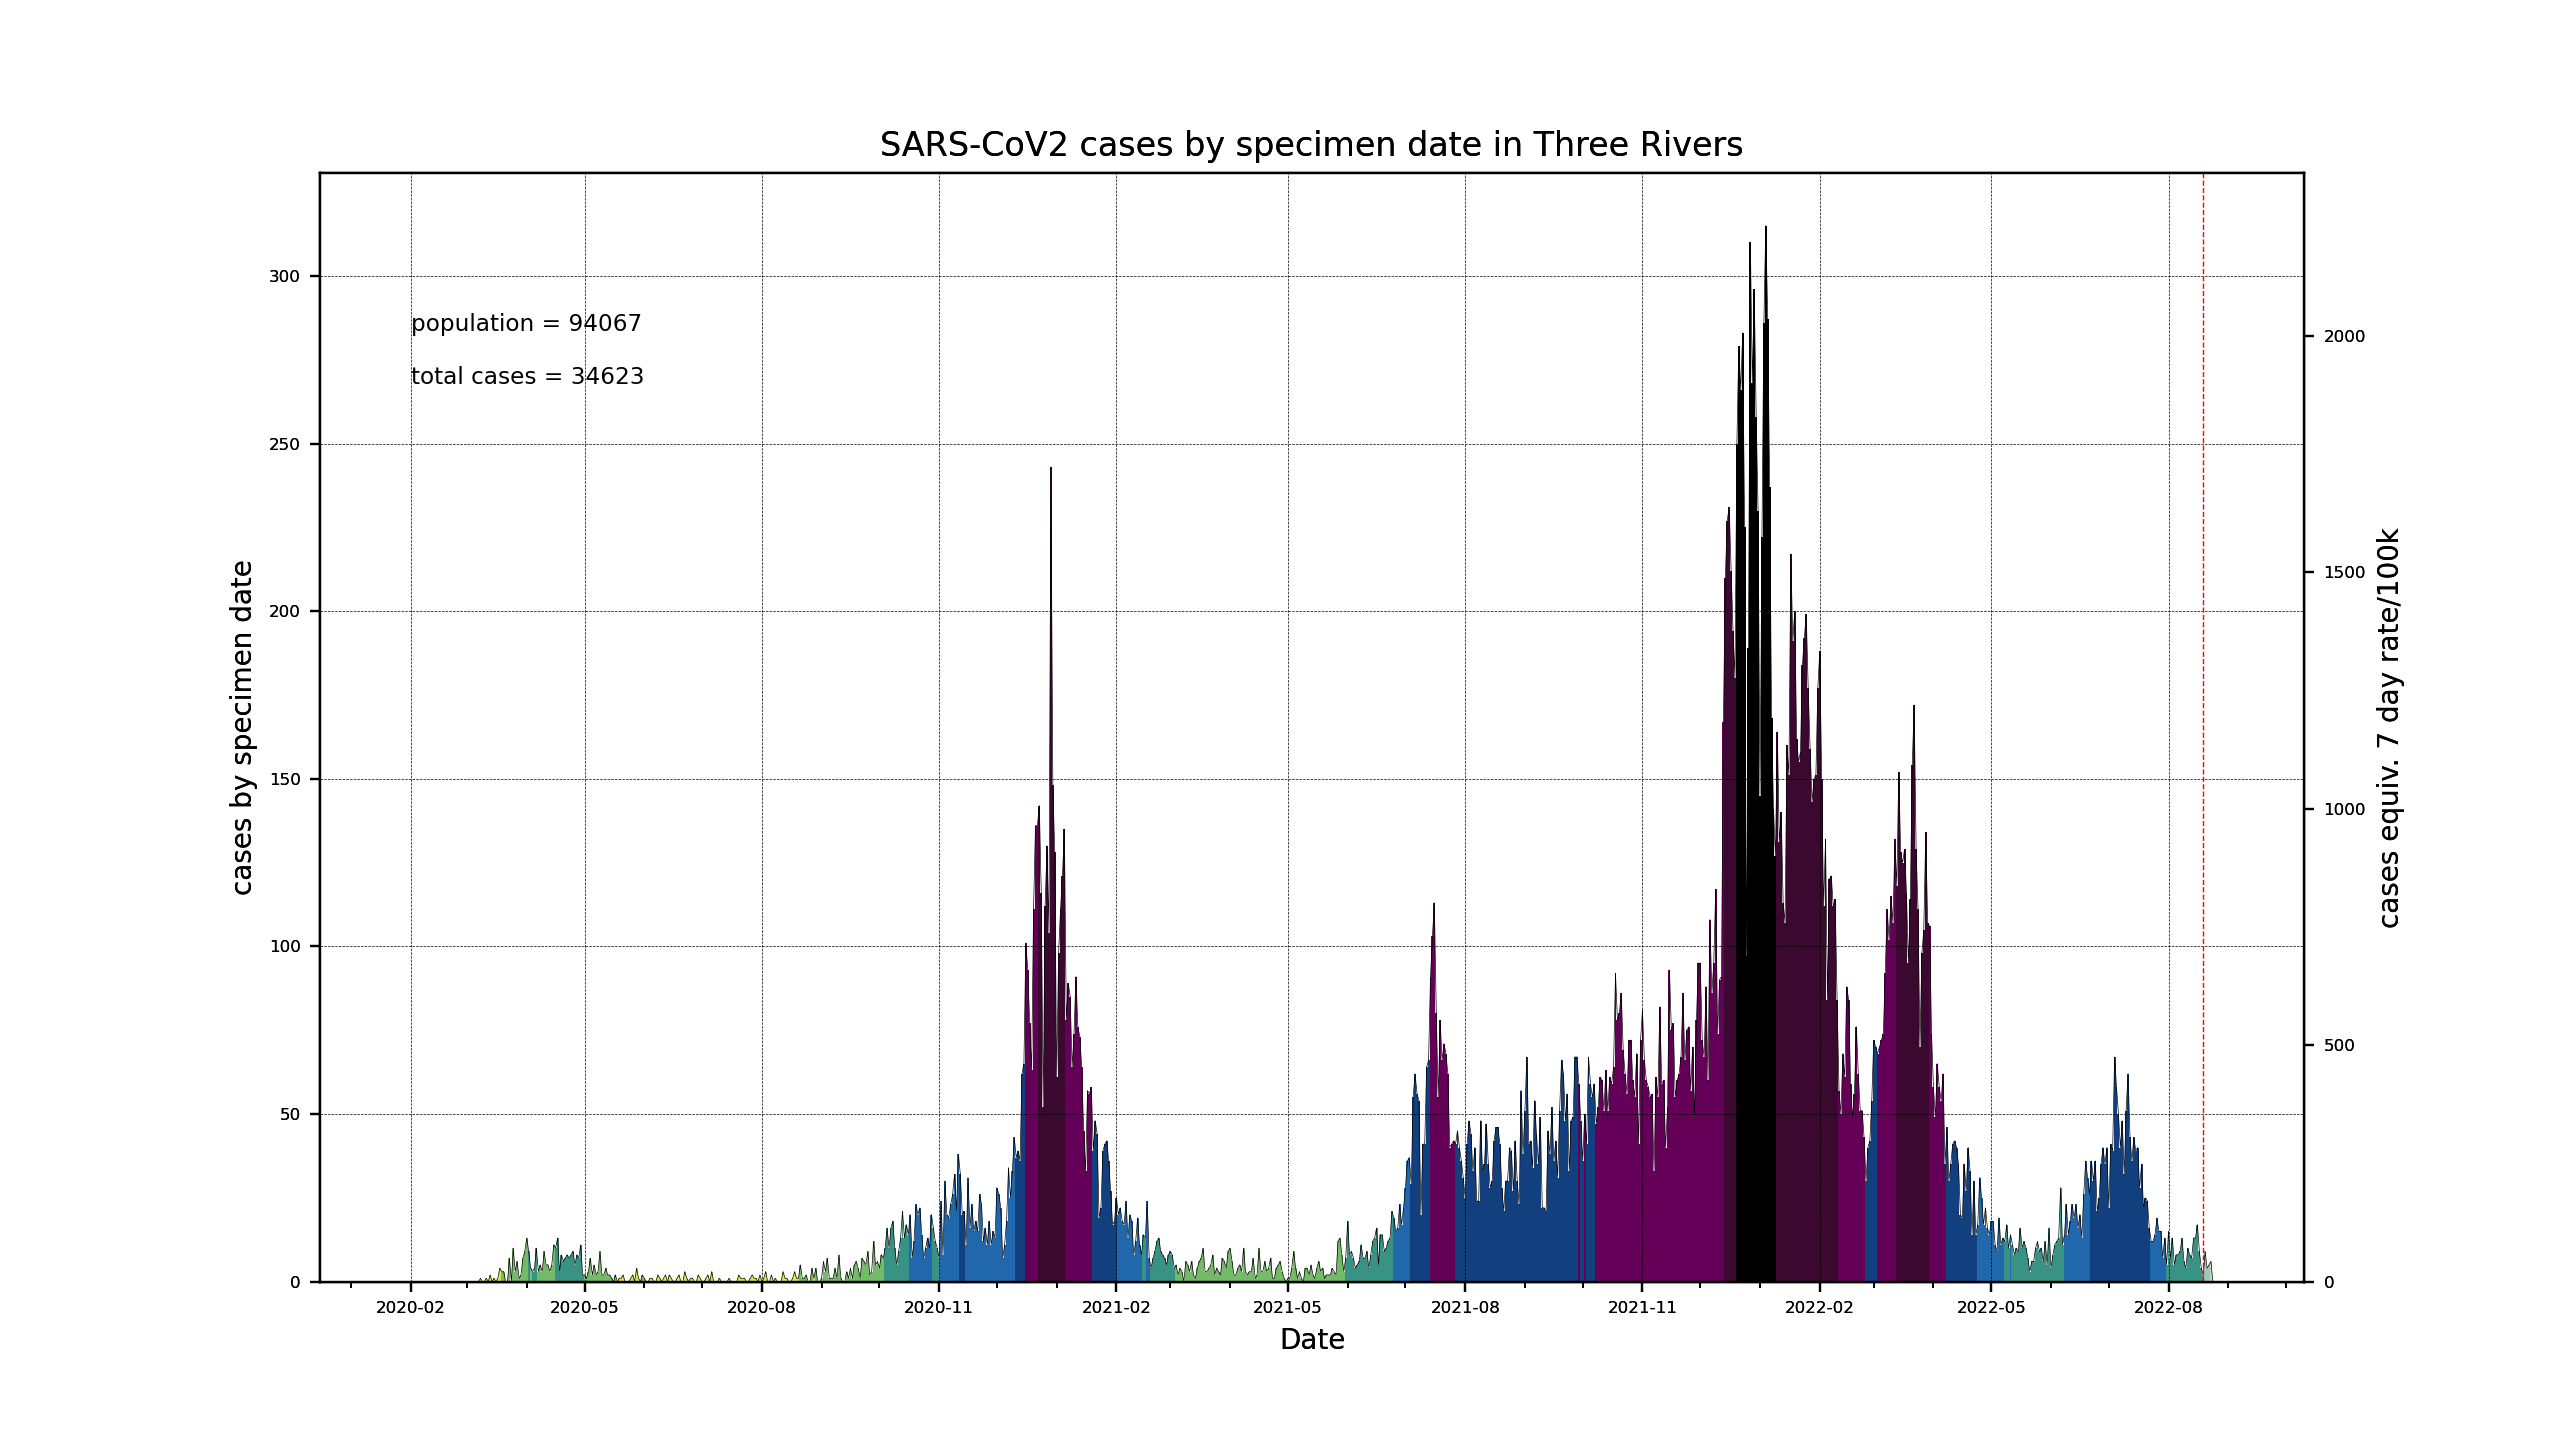 SARS-CoV2 cases by specimen date in Three Rivers
population = 94067
total cases = 34623
cases by specimen date
300
250
200
150
100
50
0
2000
1500
1000
500
0
cases equiv. 7 day rate/100k
2020-02 2020-05 2020-08 2020-11 2021-02 2021-05 2021-08 2021-11 2022-02 2022-05 2022-08
Date